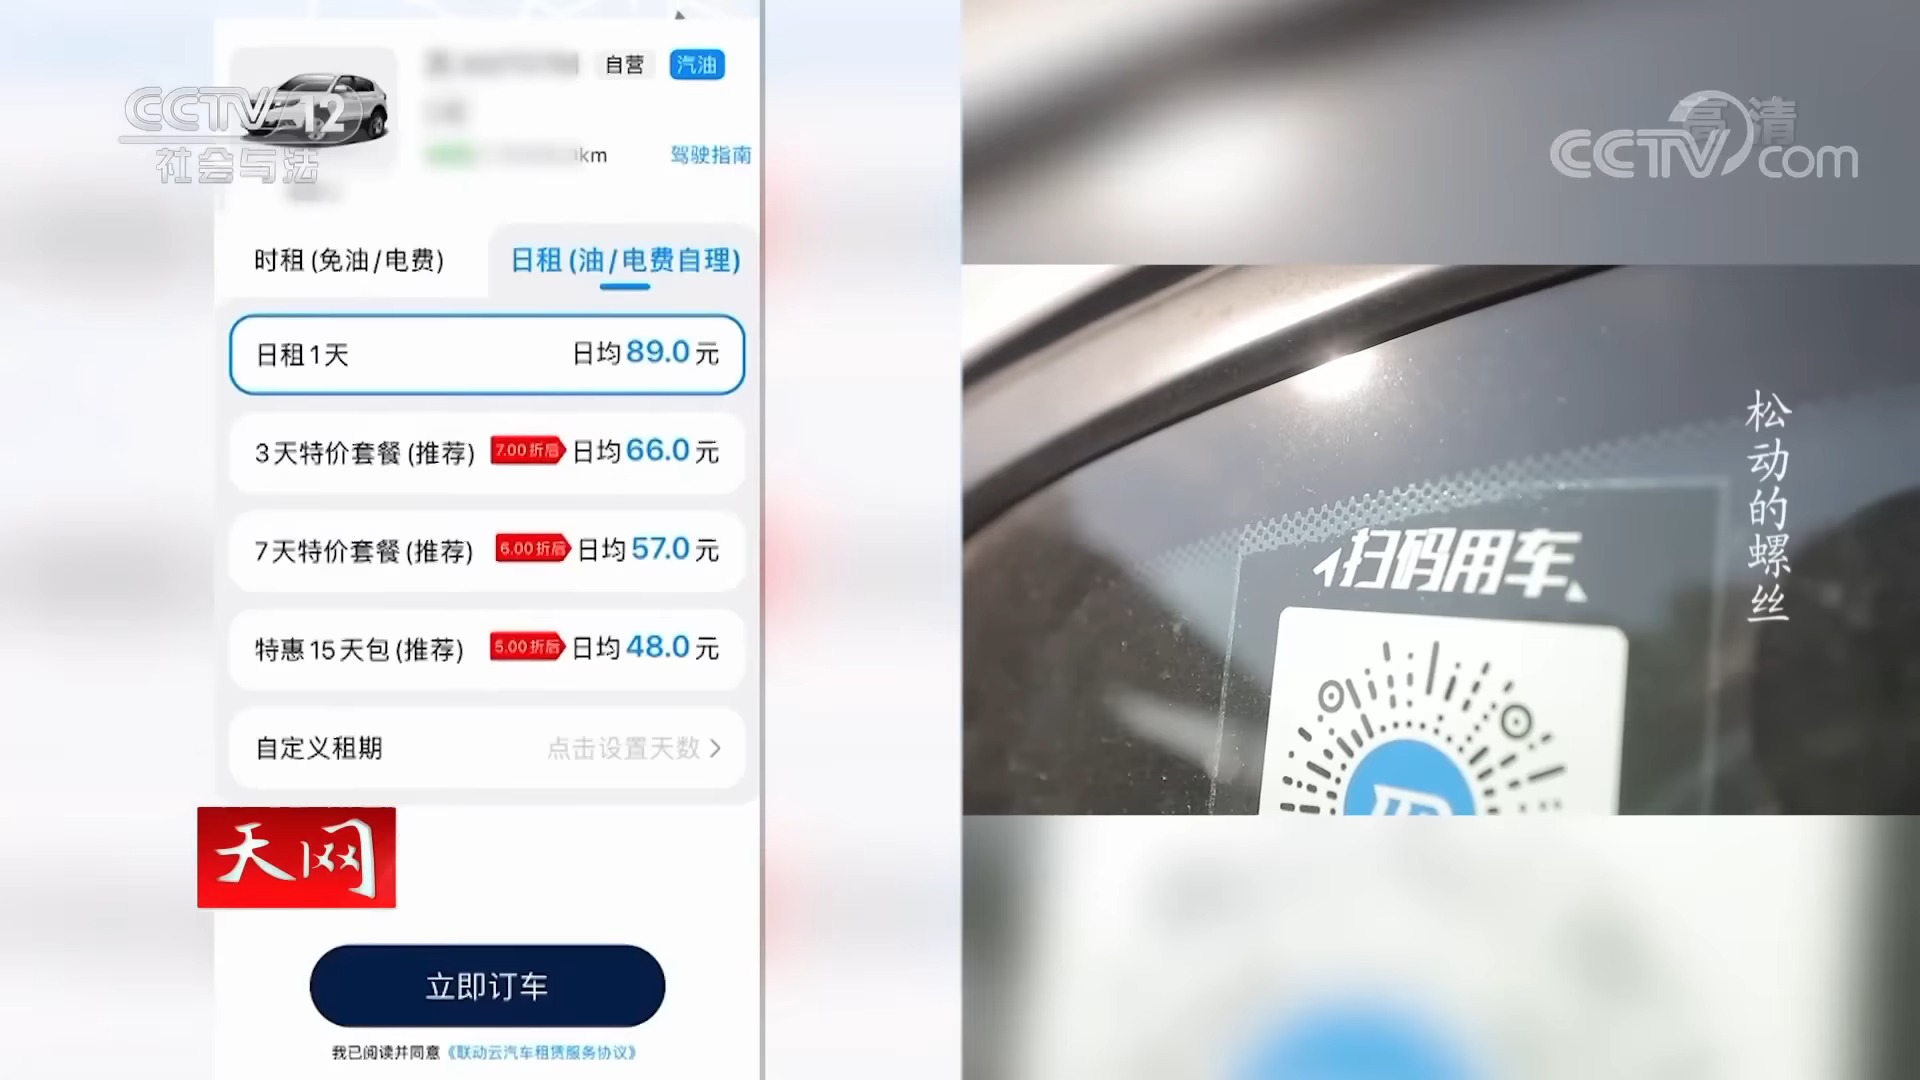 CCTV 12
社会与法
自营
汽油
km
驾驶指南
时租(免油/电费)
日租(油/电费自理)
日租1天
日均89.0元
3天特价套餐(推荐)
7.00折后
日均66.0元
7天特价套餐(推荐)
6.00折后
日均57.0元
特惠15天包(推荐)
5.00折后
日均48.0元
自定义租期
点击设置天数
天网
立即订车
我已阅读并同意《联动云汽车租赁服务协议》
高清
CCTV.com
松动的螺丝
扫码用车